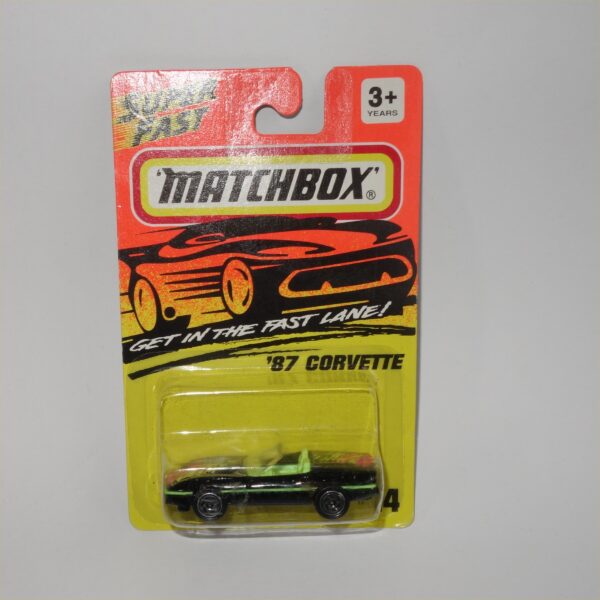 SUPER
FAST
3+
YEARS
'MATCHBOX'®
GET IN THE FAST LANE!
'87 CORVETTE
4